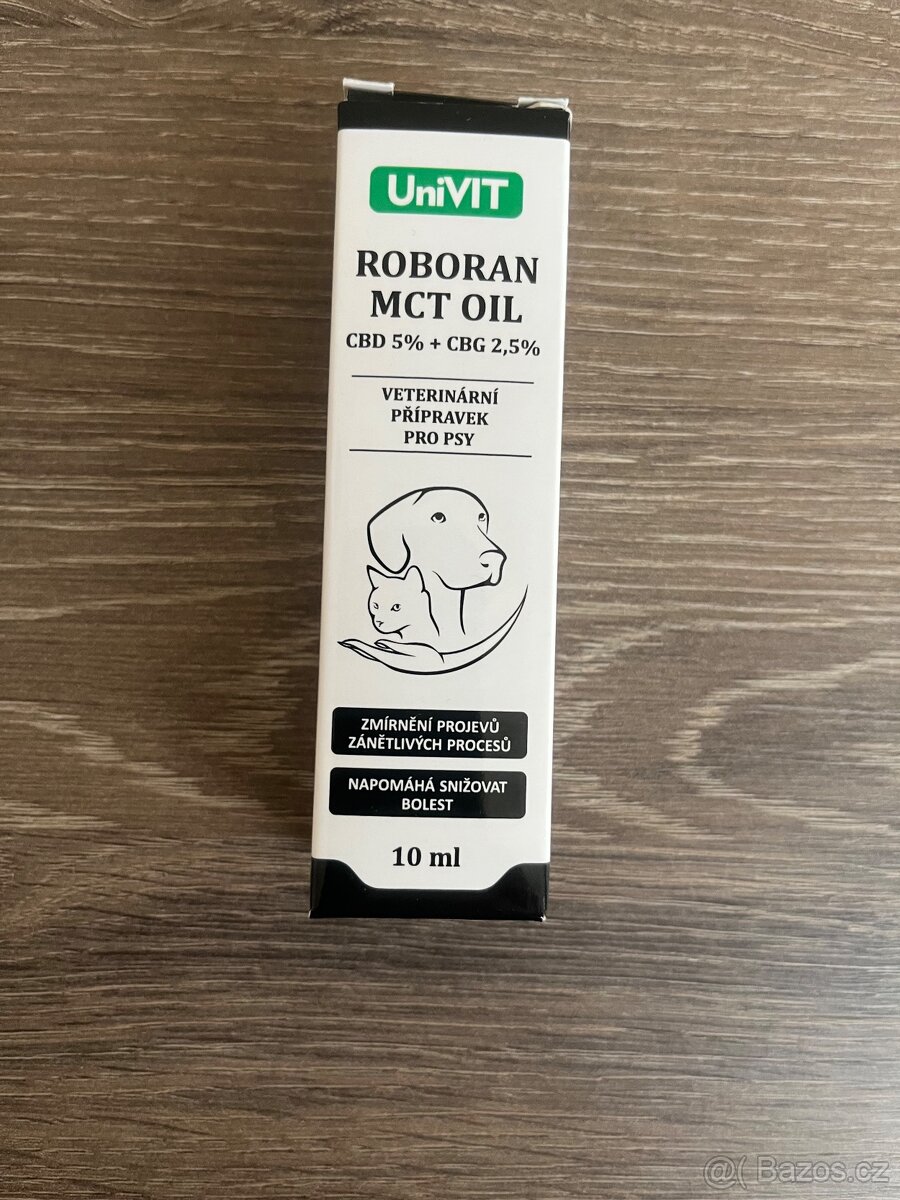 UniVIT
ROBORAN
MCT OIL
CBD 5% + CBG 2,5%
VETERINÁRNÍ
PŘÍPRAVEK
PRO PSY
ZMÍRNĚNÍ PROJEVŮ
ZÁNĚTLIVÝCH PROCESŮ
NAPOMÁHÁ SNIŽOVAT
BOLEST
10 ml
@( Bazos.cz